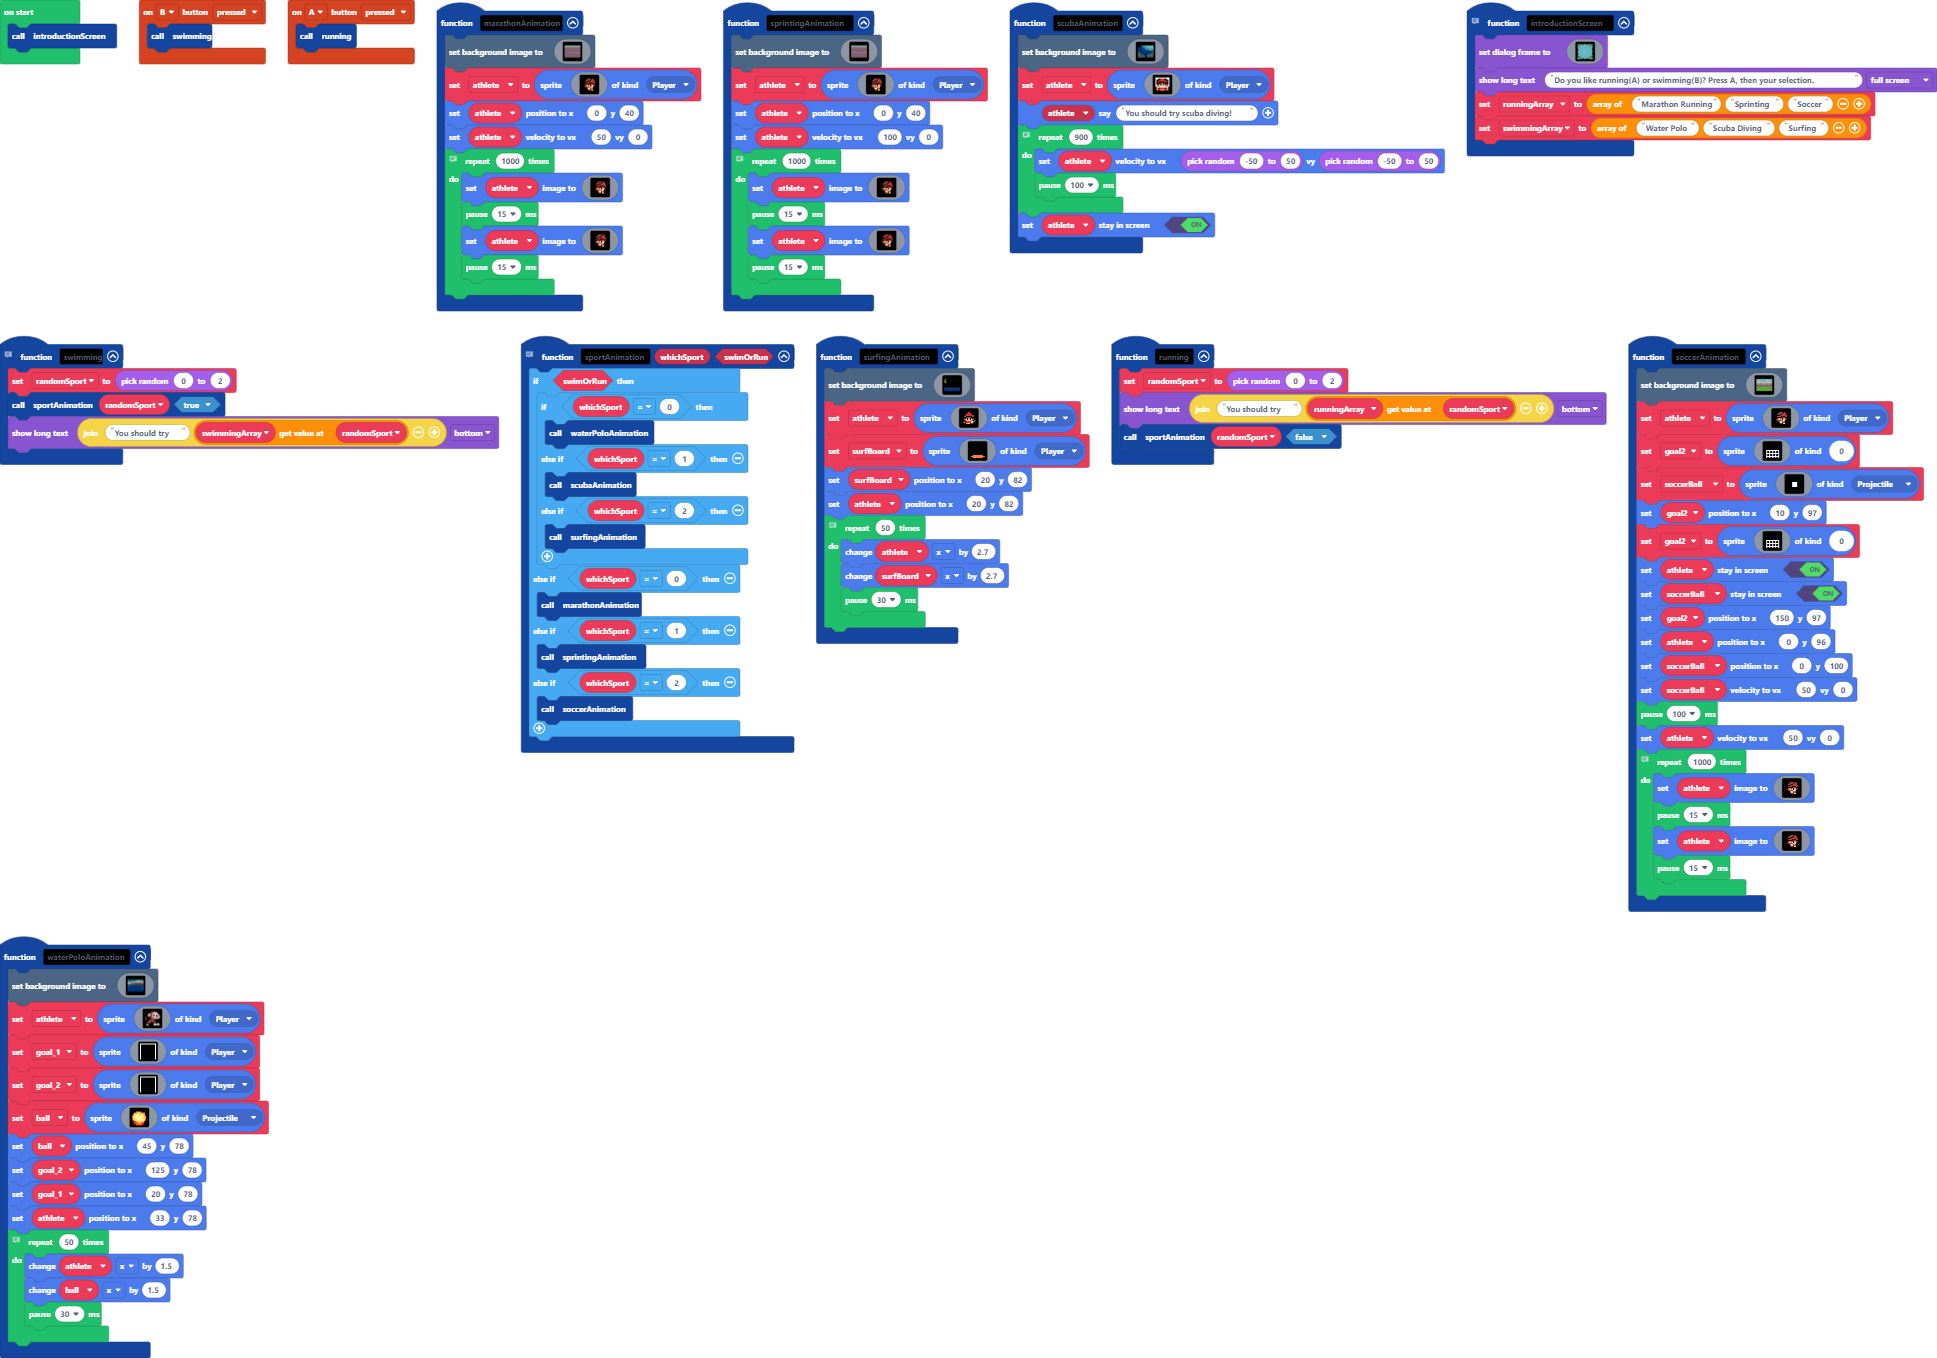 on start
call introductionScreen
on B button pressed
call swimming
on A button pressed
call running
function marathonAnimation
set background image to
set athlete to sprite of kind Player
set athlete position to x 0 y 40
set athlete velocity to vx 50 vy 0
repeat 1000 times
do
set athlete image to
pause 15 ms
set athlete image to
pause 15 ms
function sprintingAnimation
set background image to
set athlete to sprite of kind Player
set athlete position to x 0 y 40
set athlete velocity to vx 100 vy 0
repeat 1000 times
do
set athlete image to
pause 15 ms
set athlete image to
pause 15 ms
function scubaAnimation
set background image to
set athlete to sprite of kind Player
athlete say "You should try scuba diving!"
repeat 900 times
do
set athlete velocity to vx pick random -50 to 50 vy pick random -50 to 50
pause 100 ms
set athlete stay in screen ON
function introductionScreen
set dialog frame to
show long text "Do you like running(A) or swimming(B)? Press A, then your selection." full screen
set runningArray to array of "Marathon Running" "Sprinting" "Soccer"
set swimmingArray to array of "Water Polo" "Scuba Diving" "Surfing"
function swimming
set randomSport to pick random 0 to 2
call sportAnimation randomSport true
show long text join "You should try " swimmingArray get value at randomSport bottom
function sportAnimation whichSport swimOrRun
if swimOrRun then
if whichSport = 0 then
call waterPoloAnimation
else if whichSport = 1 then
call scubaAnimation
else if whichSport = 2 then
call surfingAnimation
else if whichSport = 0 then
call marathonAnimation
else if whichSport = 1 then
call sprintingAnimation
else if whichSport = 2 then
call soccerAnimation
function surfingAnimation
set background image to
set athlete to sprite of kind Player
set surfBoard to sprite of kind Player
set surfBoard position to x 20 y 82
set athlete position to x 20 y 82
repeat 50 times
do
change athlete x by 2.7
change surfBoard x by 2.7
pause 30 ms
function running
set randomSport to pick random 0 to 2
show long text join "You should try " runningArray get value at randomSport bottom
call sportAnimation randomSport false
function soccerAnimation
set background image to
set athlete to sprite of kind Player
set goal2 to sprite of kind 0
set soccerBall to sprite of kind Projectile
set goal2 position to x 10 y 97
set goal2 to sprite of kind 0
set athlete stay in screen ON
set soccerBall stay in screen ON
set goal2 position to x 150 y 97
set athlete position to x 0 y 96
set soccerBall position to x 0 y 100
set soccerBall velocity to vx 50 vy 0
pause 100 ms
set athlete velocity to vx 50 vy 0
repeat 1000 times
do
set athlete image to
pause 15 ms
set athlete image to
pause 15 ms
function waterPoloAnimation
set background image to
set athlete to sprite of kind Player
set goal_1 to sprite of kind Player
set goal_2 to sprite of kind Player
set ball to sprite of kind Projectile
set ball position to x 45 y 78
set goal_2 position to x 125 y 78
set goal_1 position to x 20 y 78
set athlete position to x 33 y 78
repeat 50 times
do
change athlete x by 1.5
change ball x by 1.5
pause 30 ms